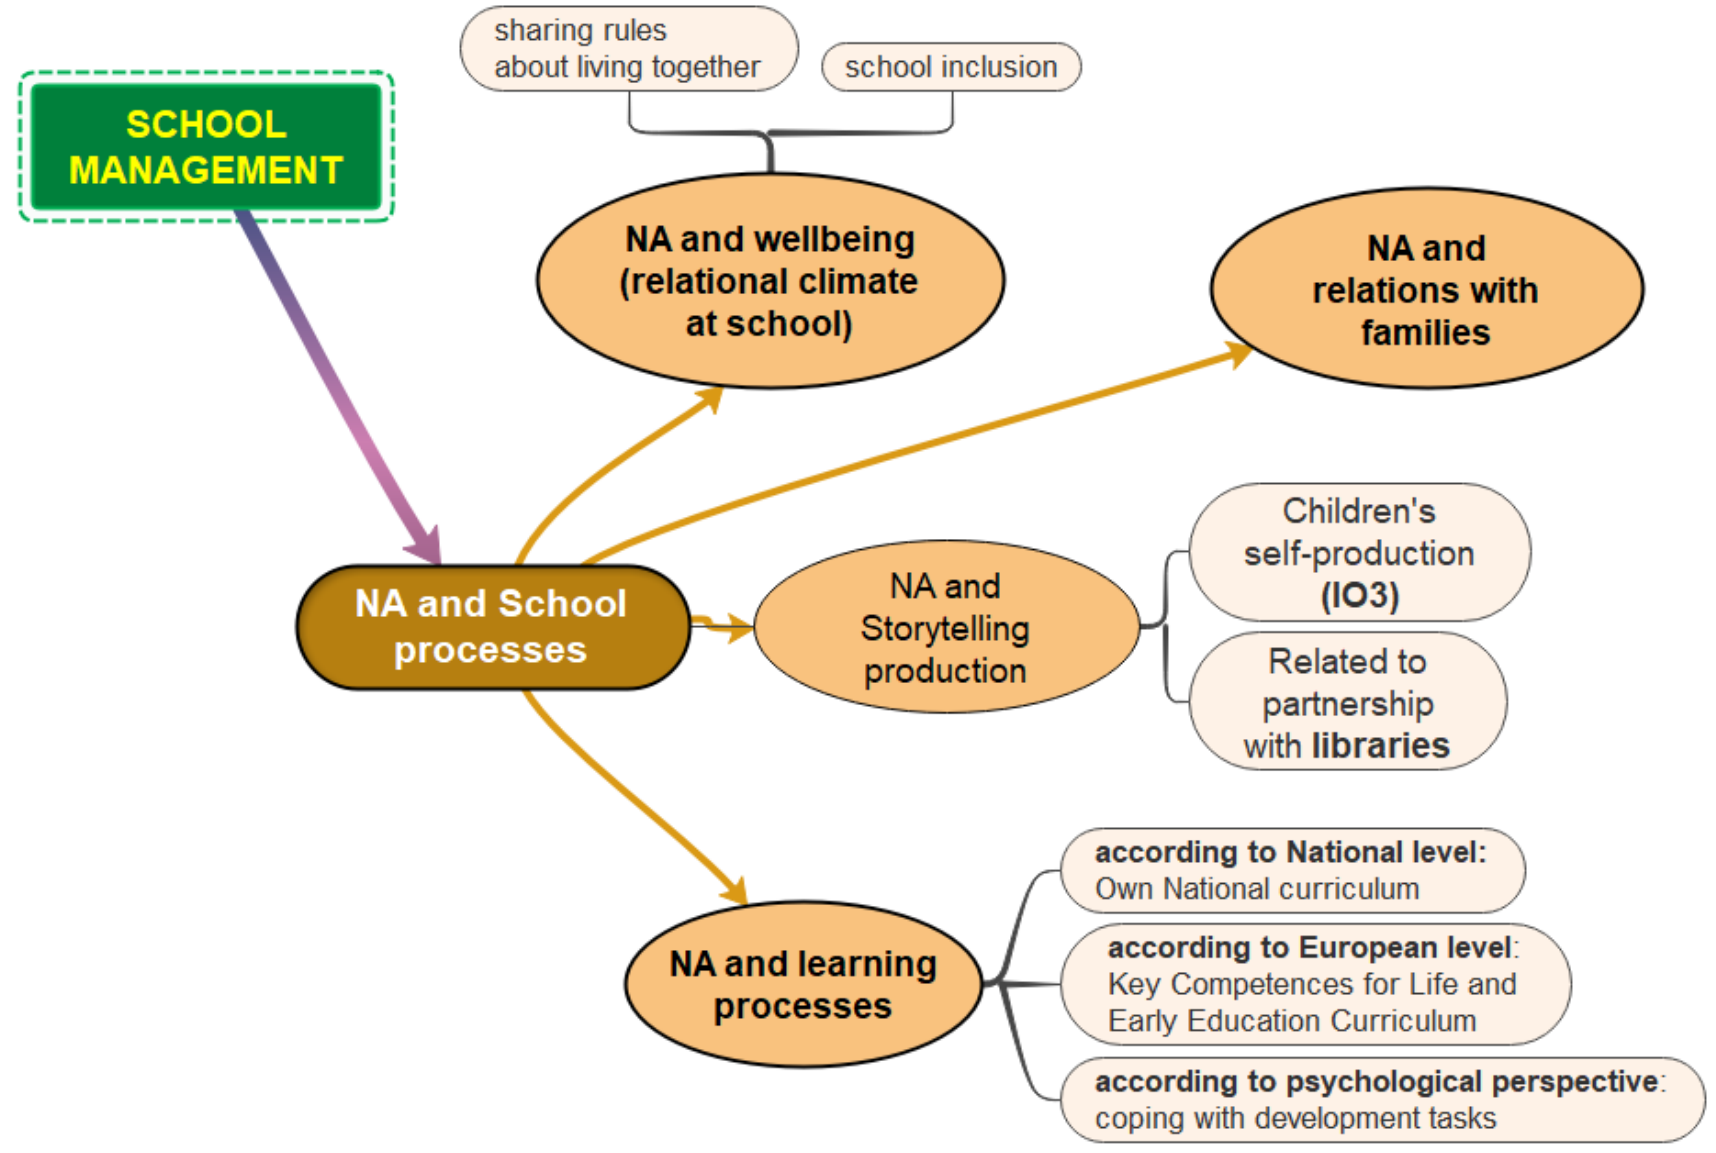 sharing rules
about living together
school inclusion
SCHOOL
MANAGEMENT
NA and wellbeing
(relational climate
at school)
NA and
relations with
families
NA and School
processes
NA and
Storytelling
production
Children's
self-production
(IO3)
Related to
partnership
with libraries
NA and learning
processes
according to National level:
Own National curriculum
according to European level:
Key Competences for Life and
Early Education Curriculum
according to psychological perspective:
coping with development tasks